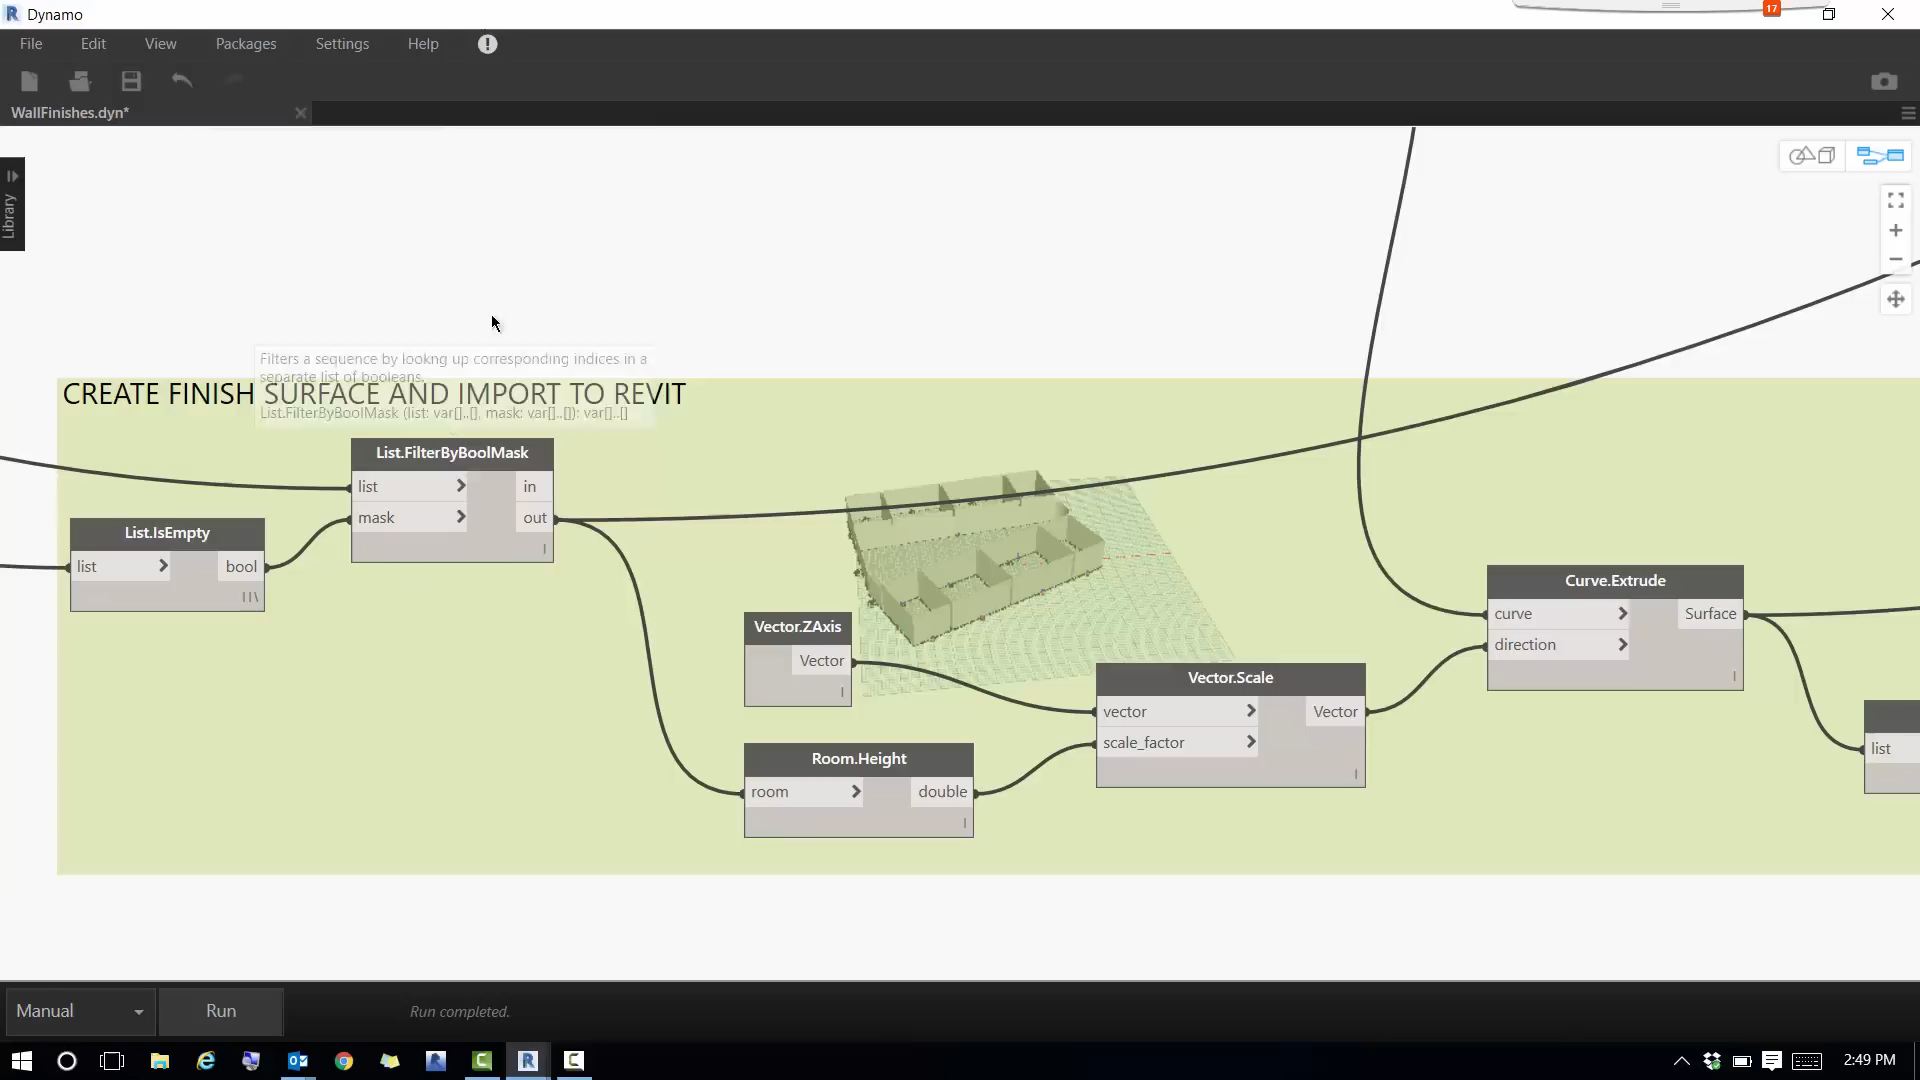 Dynamo
17
File Edit View Packages Settings Help
WallFinishes.dyn*
Library
Filters a sequence by lookng up corresponding indices in a
separate list of booleans.
CREATE FINISH SURFACE AND IMPORT TO REVIT
List.FilterByBoolMask (list: var[]..[], mask: var[]..[]): var[]..[]
List.FilterByBoolMask
list > in
mask > out
List.IsEmpty
list > bool
Vector.ZAxis
Vector
Room.Height
room > double
Vector.Scale
vector > Vector
scale_factor >
Curve.Extrude
curve > Surface
direction >
list
Manual Run Run completed.
2:49 PM